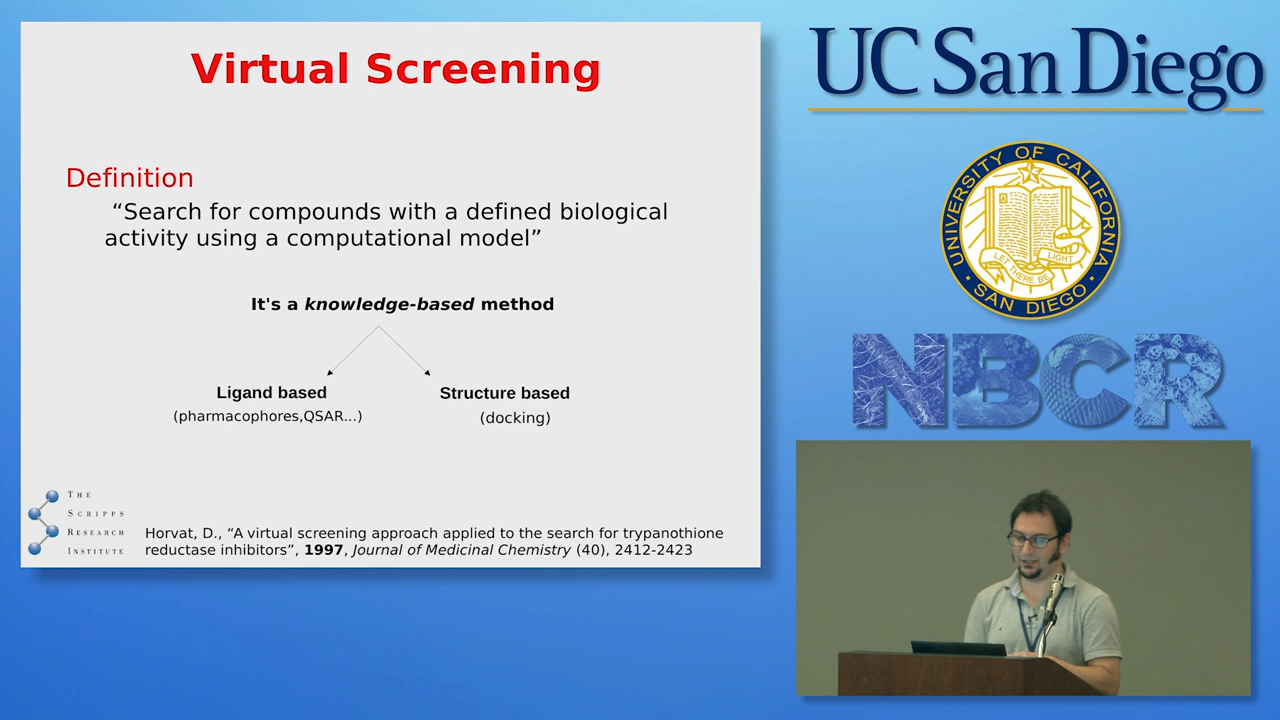 Virtual Screening
Definition
“Search for compounds with a defined biological
activity using a computational model”
It's a knowledge-based method
Ligand based
(pharmacophores,QSAR...)
Structure based
(docking)
THE
SCRIPPS
RESEARCH
INSTITUTE
Horvat, D., “A virtual screening approach applied to the search for trypanothione
reductase inhibitors”, 1997, Journal of Medicinal Chemistry (40), 2412-2423
UC San Diego
UNIVERSITY OF CALIFORNIA
LET THERE BE LIGHT
• SAN DIEGO •
NBCR